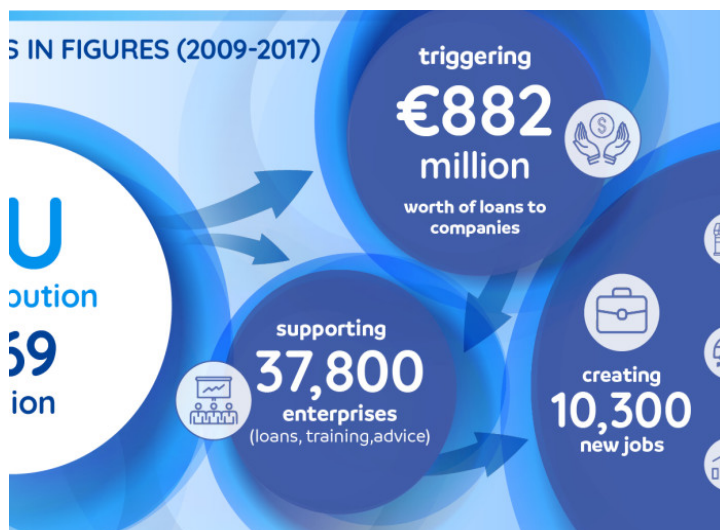 S IN FIGURES (2009-2017)
triggering
€882
million
worth of loans to
companies
U
bution
69
ion
supporting
37,800
enterprises
(loans, training,advice)
creating
10,300
new jobs